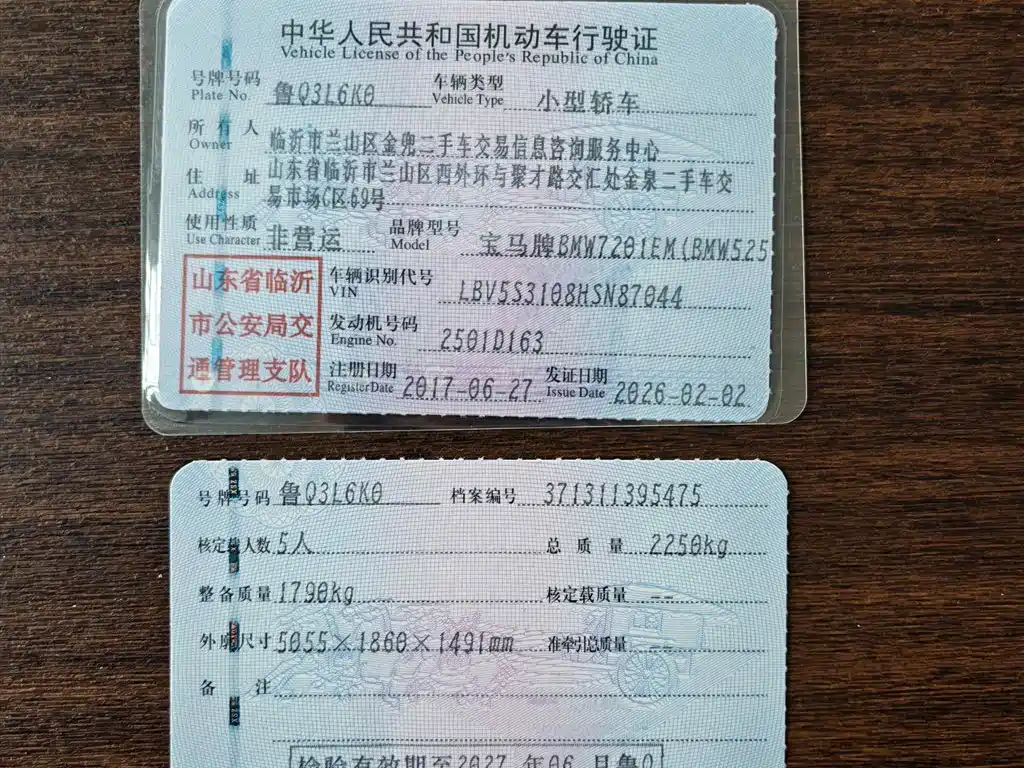 中华人民共和国机动车行驶证
Vehicle License of the People's Republic of China
号牌号码 鲁Q3L6K0 车辆类型 小型轿车
Plate No. Vehicle Type
所有人 临沂市兰山区金兜二手车交易信息咨询服务中心
Owner
住址 山东省临沂市兰山区西外环与聚才路交汇处金泉二手车交
Address 易市场C区69号
使用性质 非营运 品牌型号 宝马牌BMW7201EM(BMW525
Use Character Model
山东省临沂
市公安局交
通管理支队
车辆识别代号 LBV5S3108HSN87044
VIN
发动机号码 2501D163
Engine No.
注册日期 2017-06-27 发证日期 2026-02-02
Register Date Issue Date
号牌号码 鲁Q3L6K0 档案编号 371311395475
核定载人数 5人 总质量 2250kg
整备质量 1790kg 核定载质量 --
外廓尺寸 5055×1860×1491mm 准牵引总质量 --
备注
检验有效期至2027年06月鲁Q